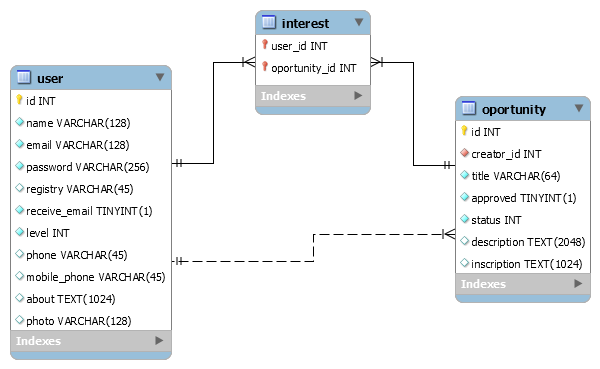 interest
user_id INT
oportunity_id INT
Indexes
user
id INT
name VARCHAR(128)
email VARCHAR(128)
password VARCHAR(256)
registry VARCHAR(45)
receive_email TINYINT(1)
level INT
phone VARCHAR(45)
mobile_phone VARCHAR(45)
about TEXT(1024)
photo VARCHAR(128)
Indexes
oportunity
id INT
creator_id INT
title VARCHAR(64)
approved TINYINT(1)
status INT
description TEXT(2048)
inscription TEXT(1024)
Indexes